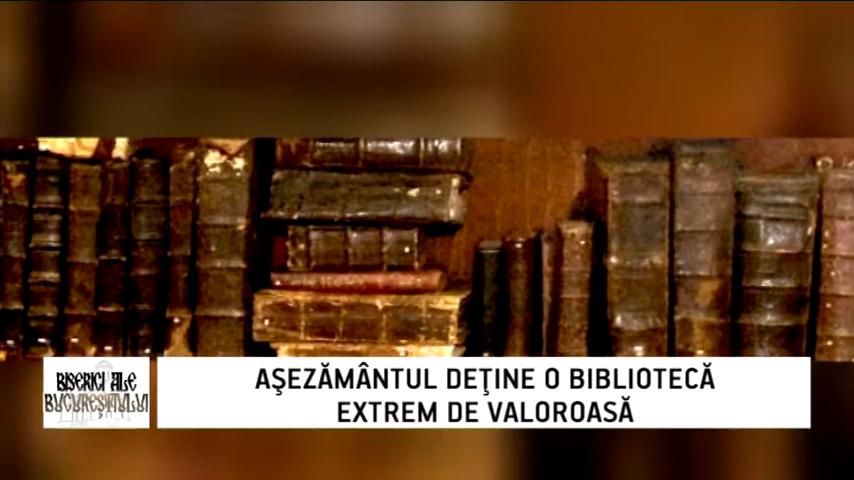 BISERICI ALE
BUCUREȘTIULUI
AŞEZĂMÂNTUL DEŢINE O BIBLIOTECĂ
EXTREM DE VALOROASĂ